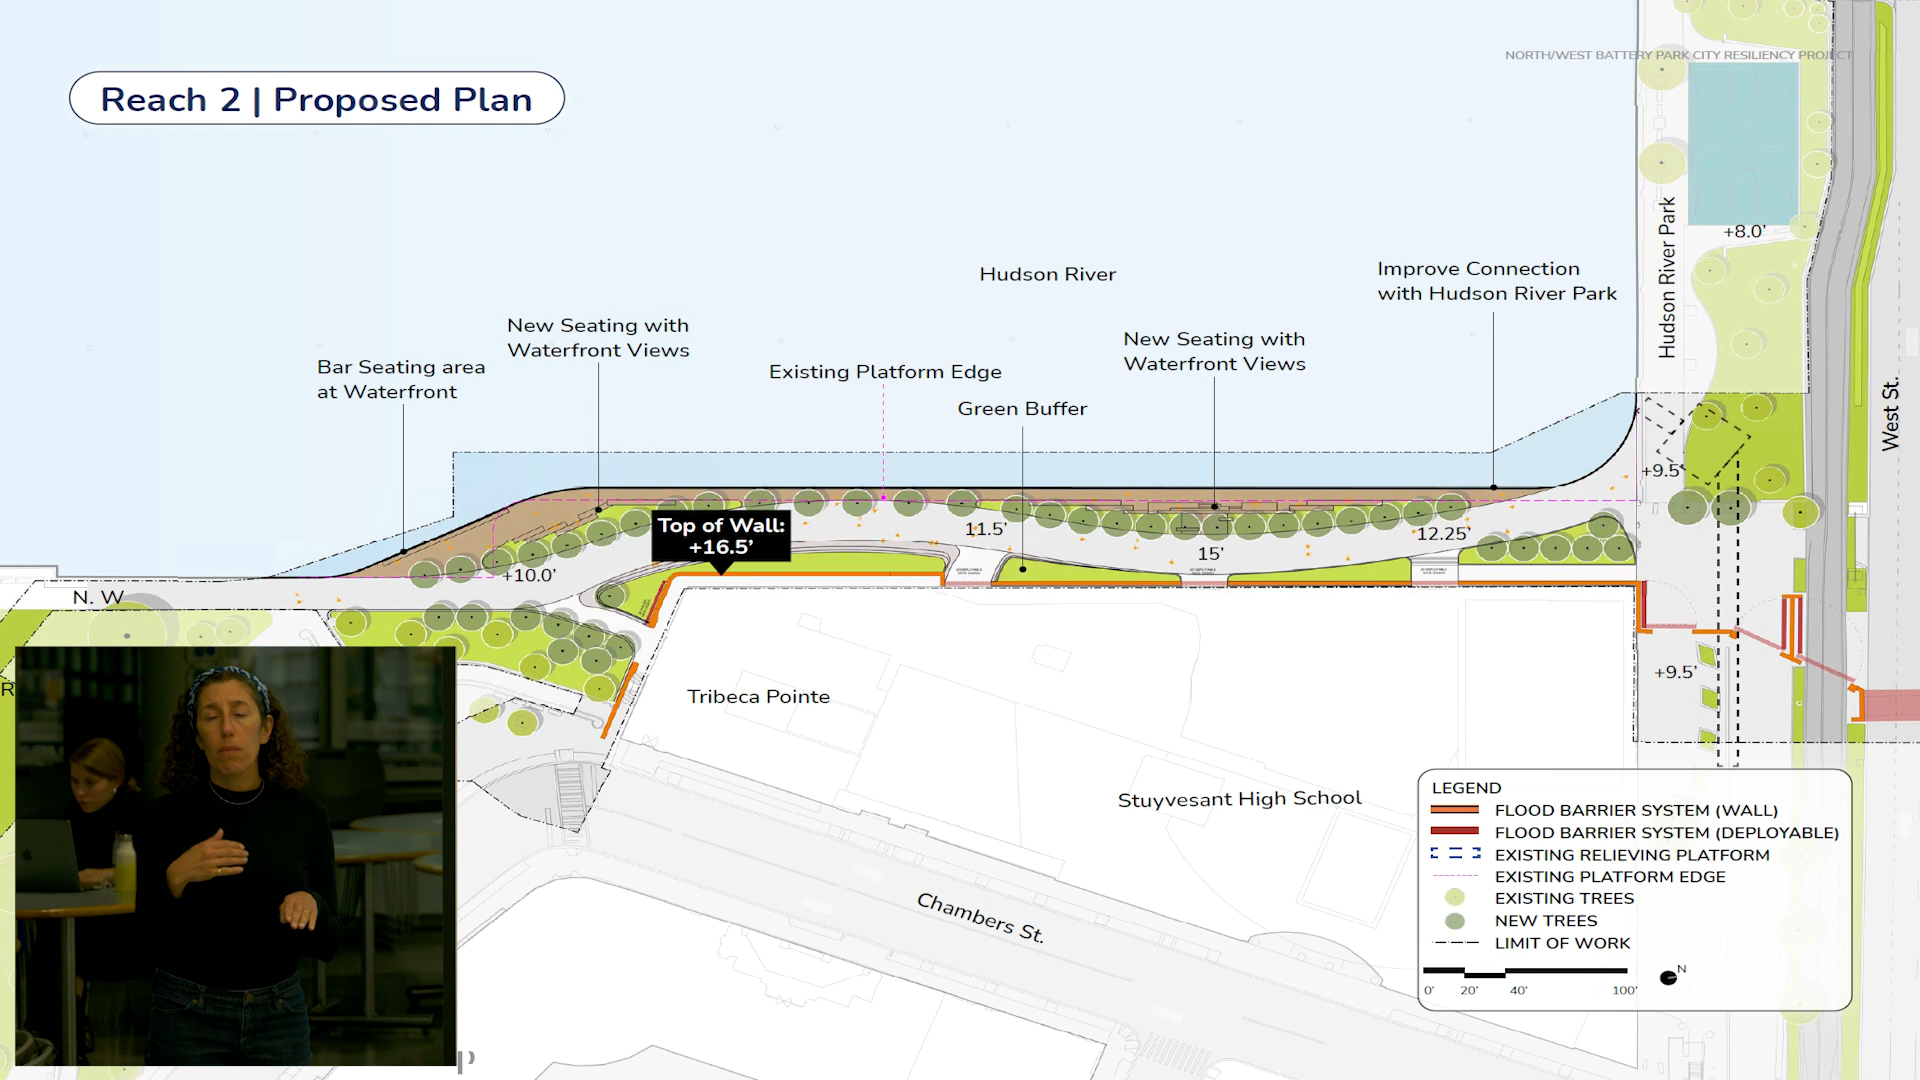 NORTH/WEST BATTERY PARK CITY RESILIENCY PROJECT
Reach 2 | Proposed Plan
Hudson River Park
+8.0'
Hudson River
Improve Connection
with Hudson River Park
New Seating with
Waterfront Views
New Seating with
Waterfront Views
Bar Seating area
at Waterfront
Existing Platform Edge
Green Buffer
West St.
+9.5'
Top of Wall:
+16.5'
11.5'
12.25'
15'
+10.0'
N. W
+9.5'
R
Tribeca Pointe
Stuyvesant High School
Chambers St.
LEGEND
FLOOD BARRIER SYSTEM (WALL)
FLOOD BARRIER SYSTEM (DEPLOYABLE)
EXISTING RELIEVING PLATFORM
EXISTING PLATFORM EDGE
EXISTING TREES
NEW TREES
LIMIT OF WORK
N
0' 20' 40' 100'